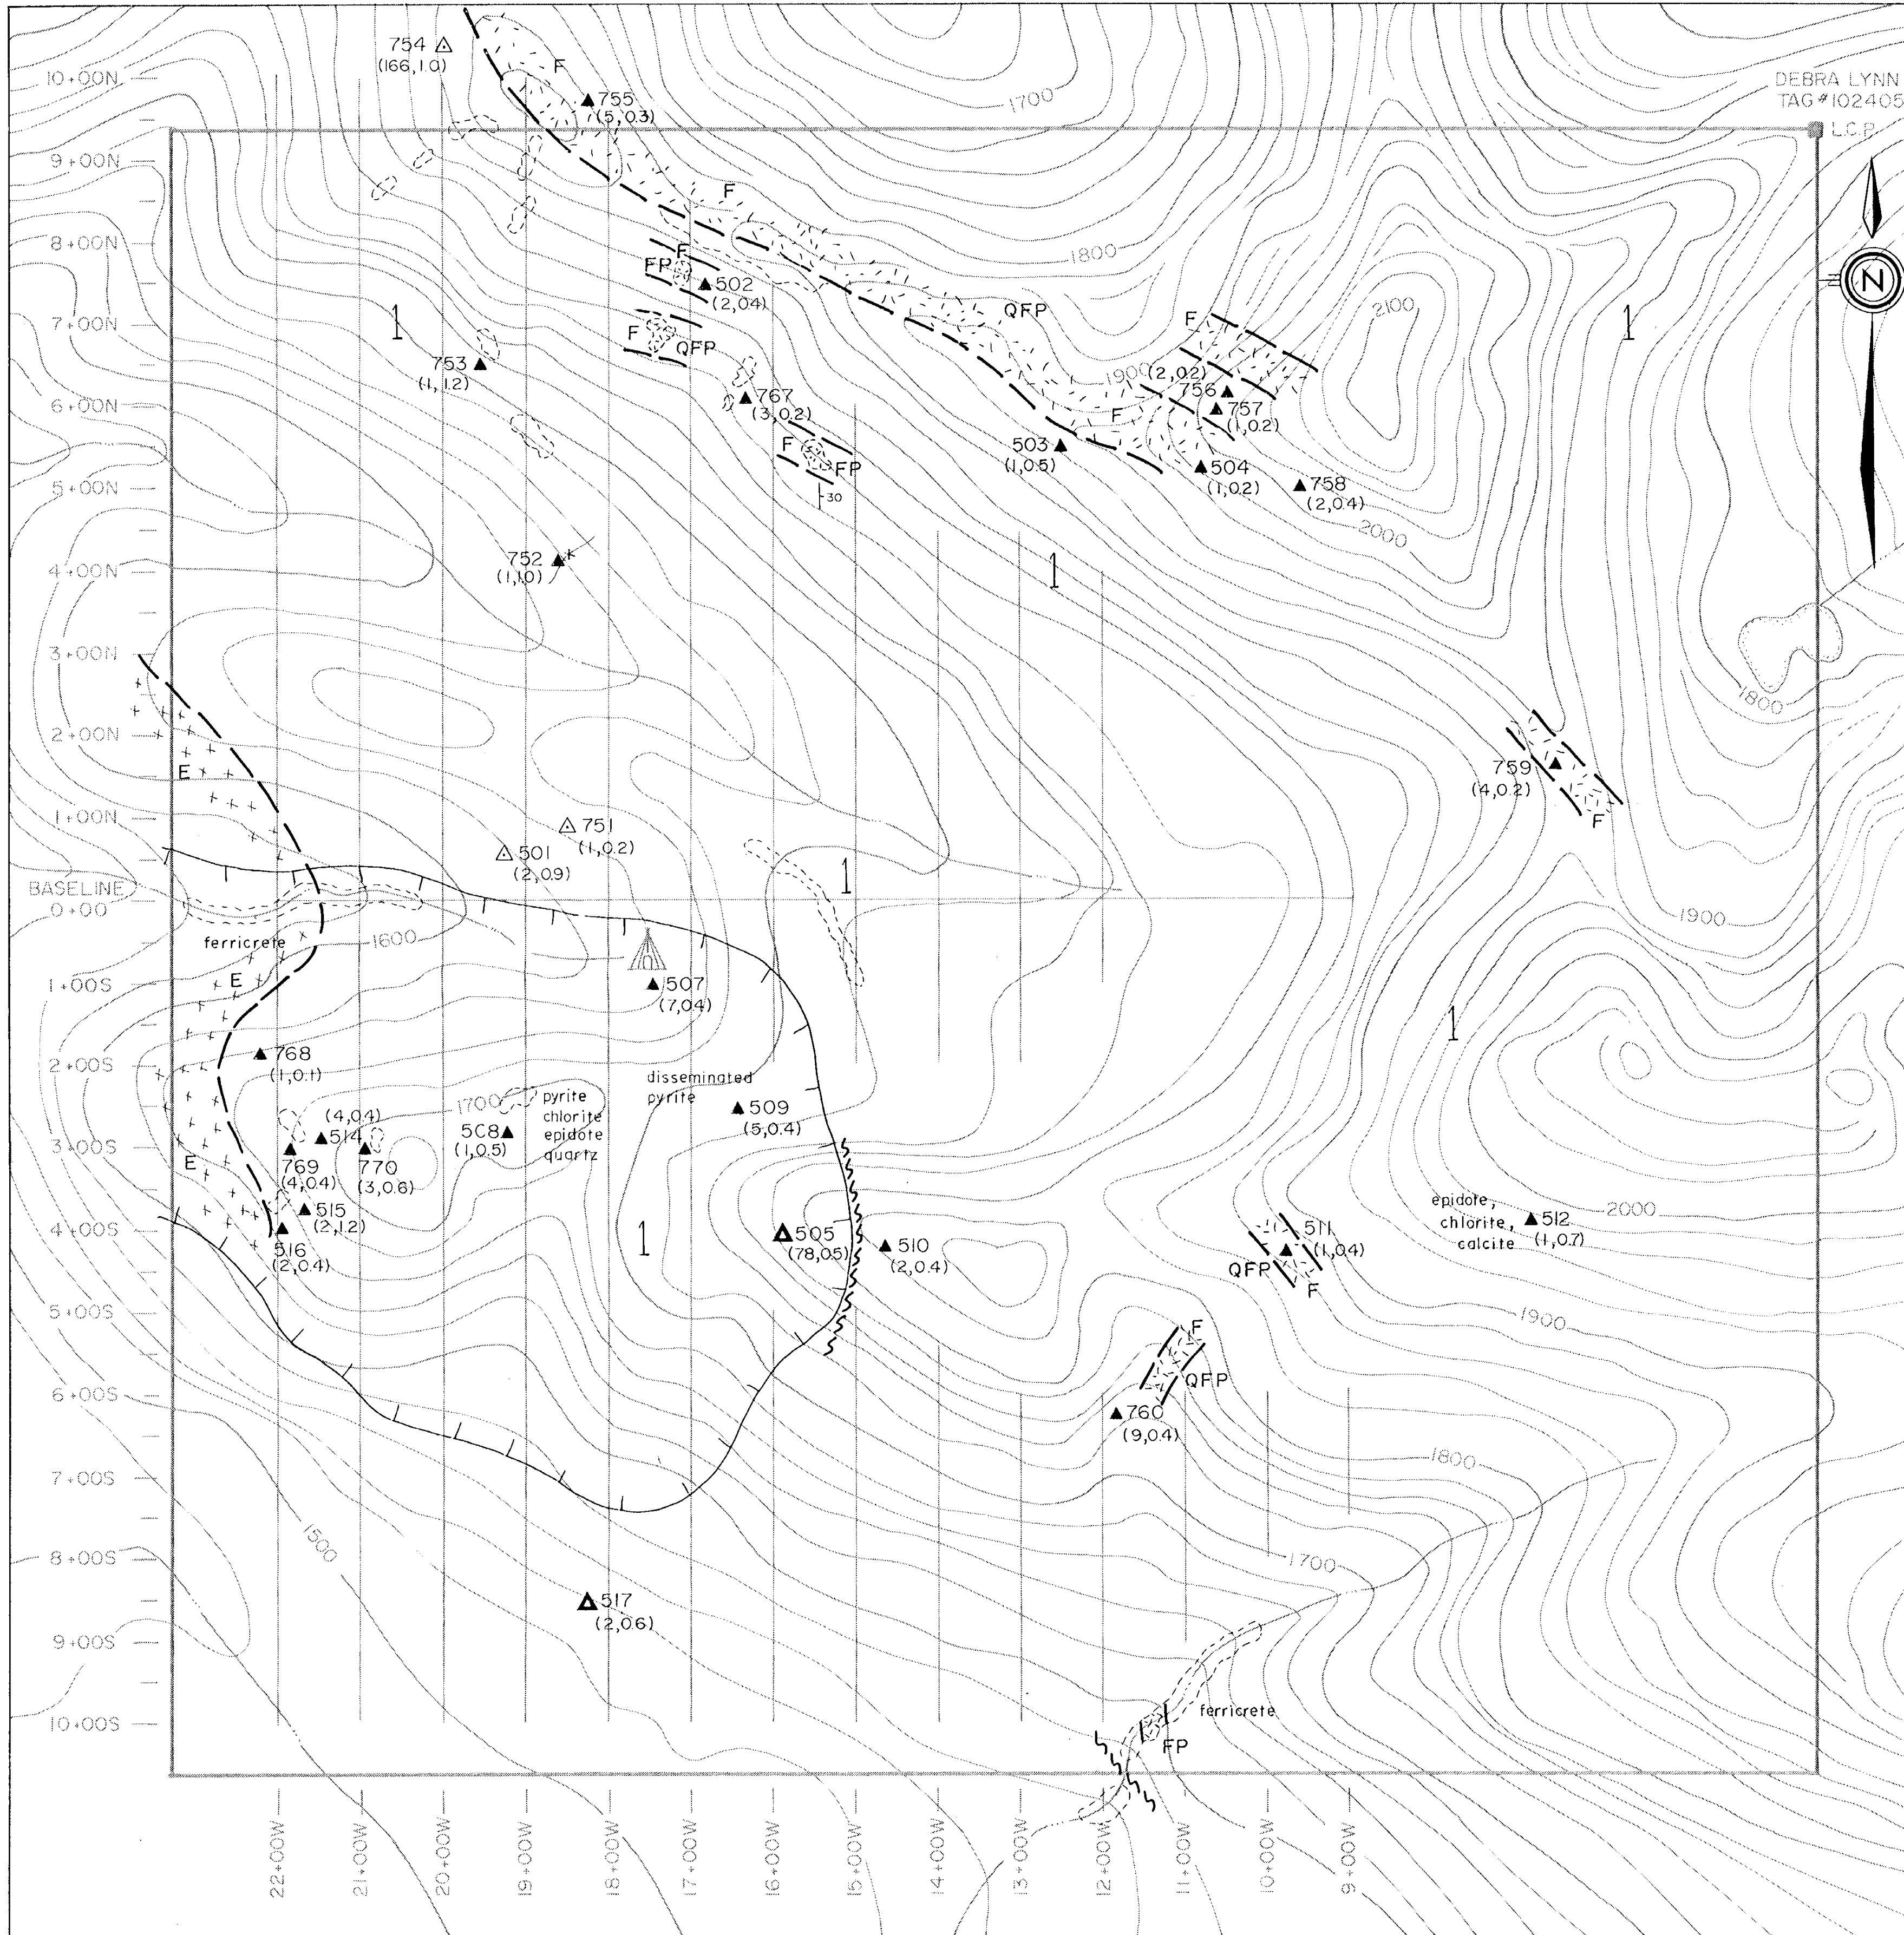 754
(166,1.0)
F
755
(5,0.3)
1700
DEBRA LYNN
TAG #102405
L.C.P.
10+00N
9+00N
8+00N
7+00N
6+00N
5+00N
4+00N
3+00N
2+00N
1+00N
BASELINE
0+00
1+00S
2+00S
3+00S
4+00S
5+00S
6+00S
7+00S
8+00S
9+00S
10+00S
F
1800
F
FP
502
(2,0.4)
N
2100
1
1
QFP
F
QFP
F
753
(1,1.2)
1900
(2,0.2)
756
767
(3,0.2)
757
(1,0.2)
F
503
(1,0.5)
F
FP
30
504
(1,0.2)
758
(2,0.4)
2000
752
(1,1.0)
1
1800
E
759
(4,0.2)
F
751
(1,0.2)
501
(2,0.9)
1
1900
ferricrete
1600
E
507
(7,0.4)
1
768
(1,0.1)
disseminated
pyrite
1700
pyrite
chlorite
epidote
quartz
509
(5,0.4)
(4,0.4)
514
508
(1,0.5)
E
769
(4,0.4)
770
(3,0.6)
515
(2,1.2)
516
(2,0.4)
1
505
(78,0.5)
510
(2,0.4)
511
(1,0.4)
QFP
F
epidote,
chlorite,
calcite
512
(1,0.7)
2000
1900
F
QFP
760
(9,0.4)
1800
1500
1700
517
(2,0.6)
ferricrete
FP
22+00W
21+00W
20+00W
19+00W
18+00W
17+00W
16+00W
15+00W
14+00W
13+00W
12+00W
11+00W
10+00W
9+00W